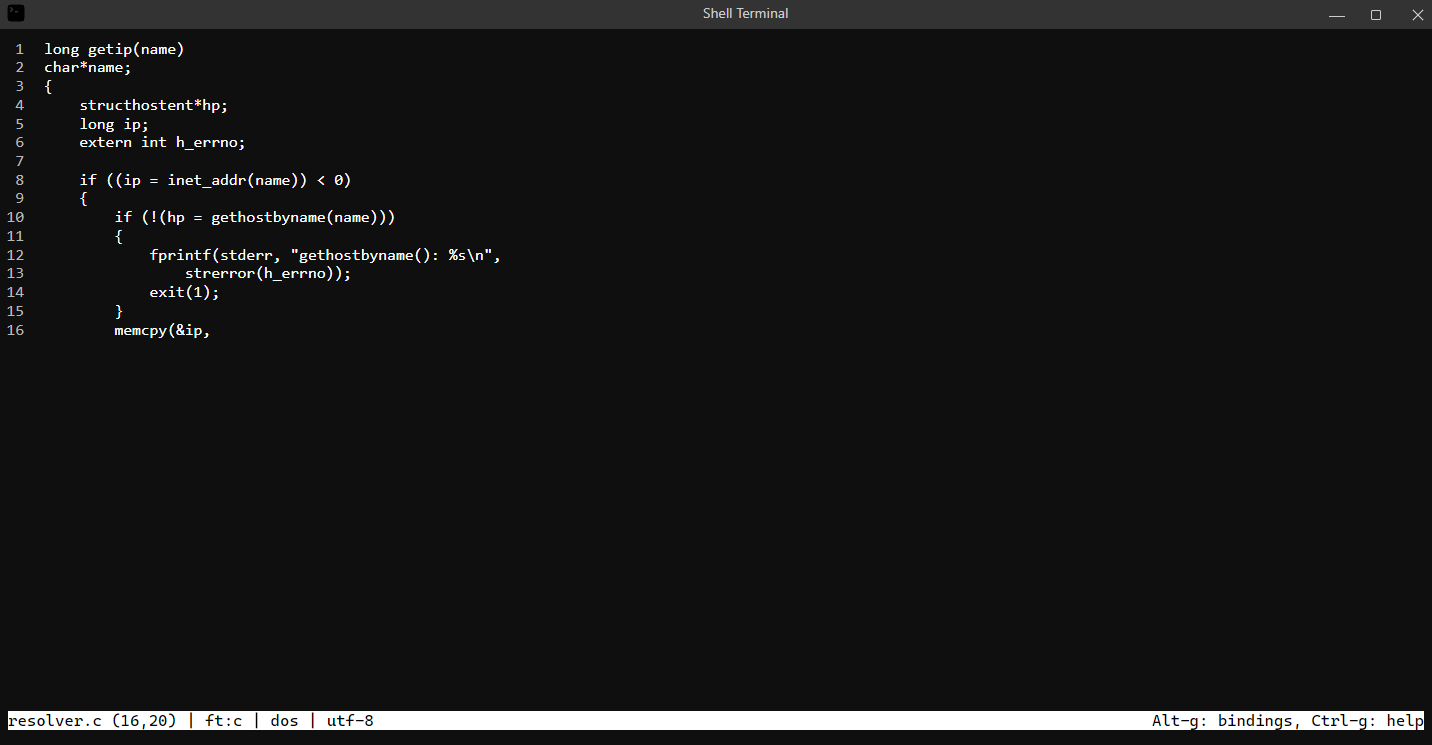 Shell Terminal
1 long getip(name)
2 char*name;
3 {
4     structhostent*hp;
5     long ip;
6     extern int h_errno;
7
8     if ((ip = inet_addr(name)) < 0)
9     {
10         if (!(hp = gethostbyname(name)))
11         {
12             fprintf(stderr, "gethostbyname(): %s\n",
13                 strerror(h_errno));
14             exit(1);
15         }
16         memcpy(&ip,
resolver.c (16,20) | ft:c | dos | utf-8 Alt-g: bindings, Ctrl-g: help